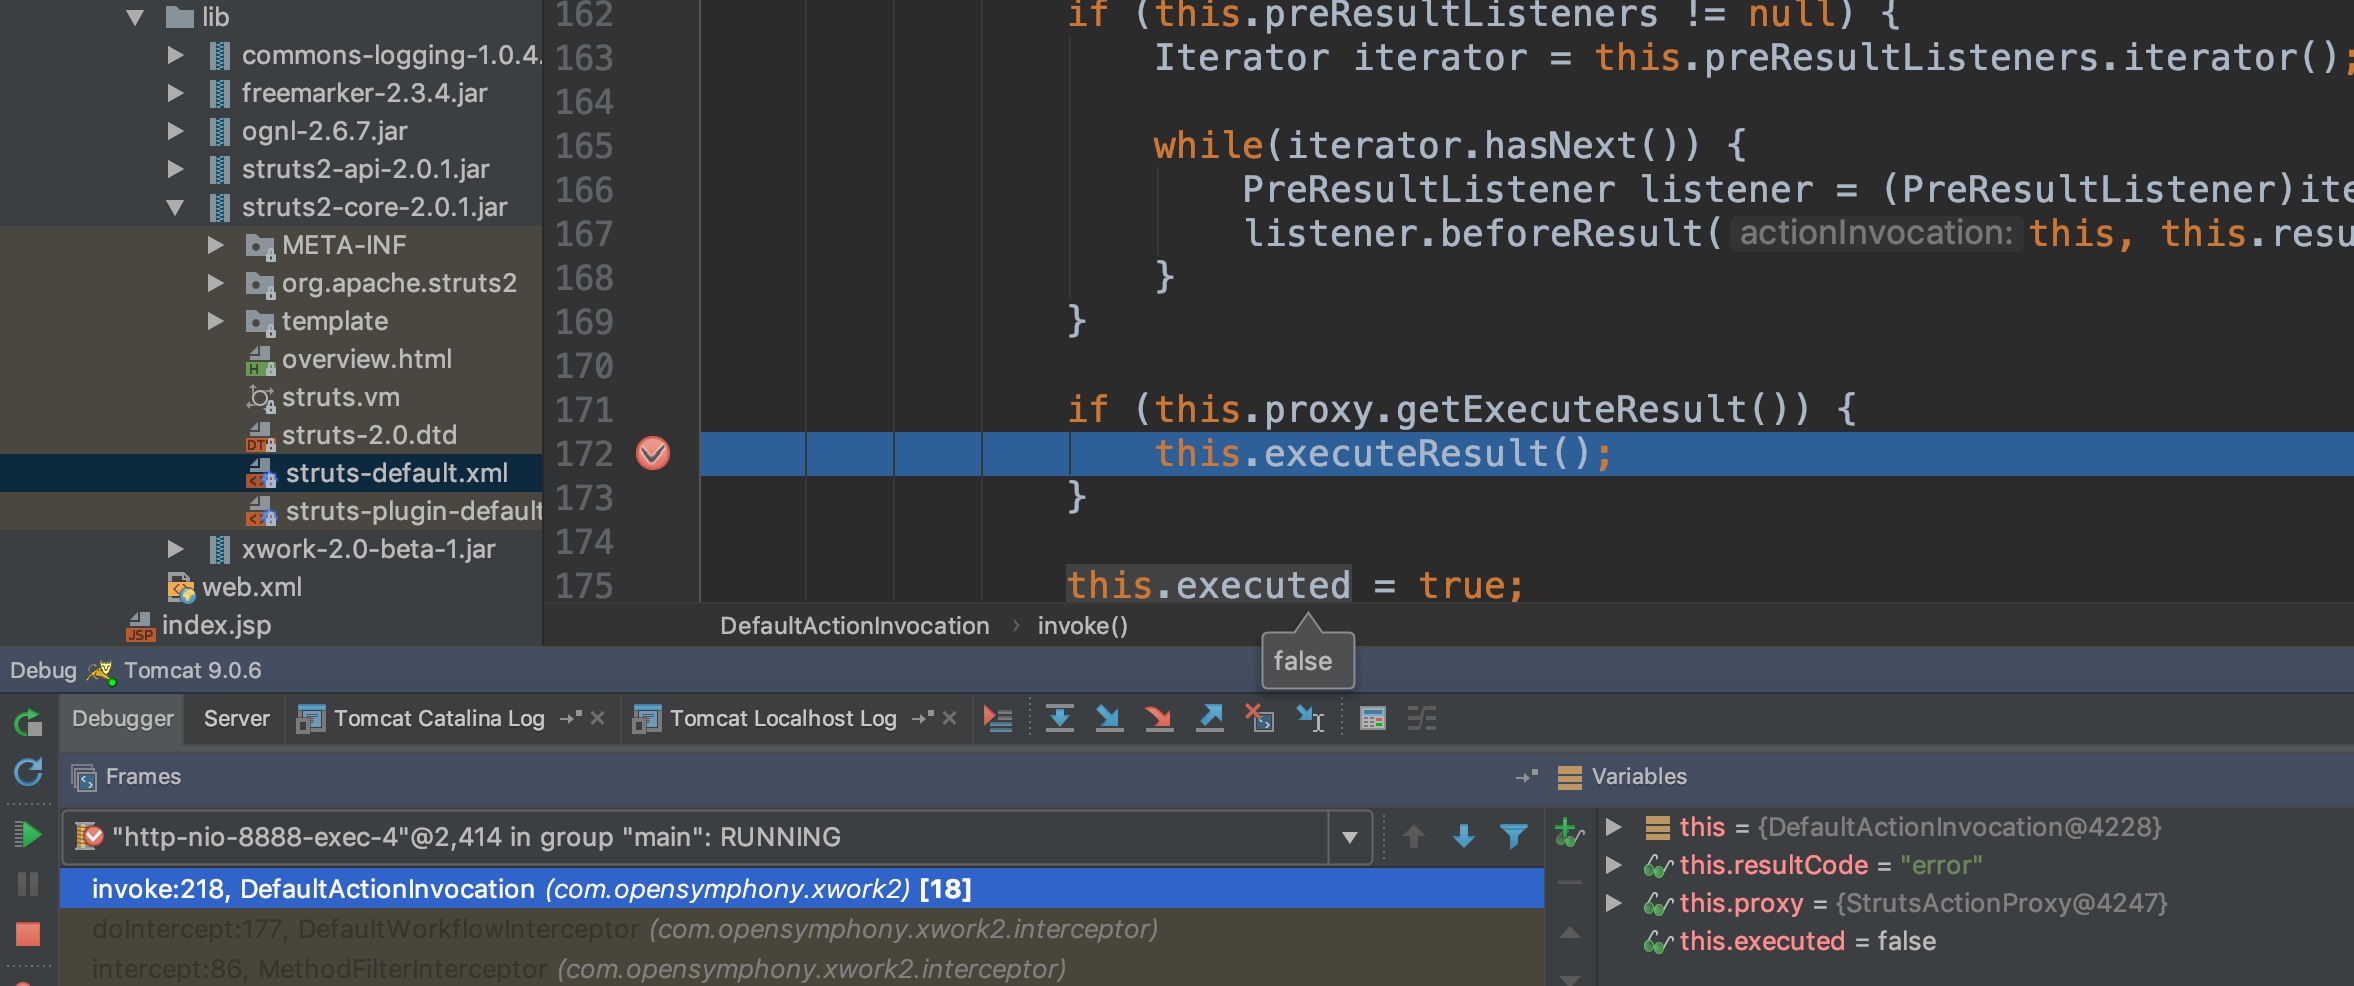 lib
commons-logging-1.0.4.
freemarker-2.3.4.jar
ognl-2.6.7.jar
struts2-api-2.0.1.jar
struts2-core-2.0.1.jar
META-INF
org.apache.struts2
template
overview.html
struts.vm
struts-2.0.dtd
struts-default.xml
struts-plugin-default
xwork-2.0-beta-1.jar
web.xml
index.jsp
162 if (this.preResultListeners != null) {
163 Iterator iterator = this.preResultListeners.iterator();
164
165 while(iterator.hasNext()) {
166 PreResultListener listener = (PreResultListener)ite
167 listener.beforeResult( actionInvocation: this, this.resu
168 }
169 }
170
171 if (this.proxy.getExecuteResult()) {
172 this.executeResult();
173 }
174
175 this.executed = true;
DefaultActionInvocation › invoke()
false
Debug Tomcat 9.0.6
Debugger Server Tomcat Catalina Log Tomcat Localhost Log
Frames
"http-nio-8888-exec-4"@2,414 in group "main": RUNNING
invoke:218, DefaultActionInvocation (com.opensymphony.xwork2) [18]
doIntercept:177, DefaultWorkflowInterceptor (com.opensymphony.xwork2.interceptor)
intercept:86, MethodFilterInterceptor (com.opensymphony.xwork2.interceptor)
Variables
this = {DefaultActionInvocation@4228}
this.resultCode = "error"
this.proxy = {StrutsActionProxy@4247}
this.executed = false